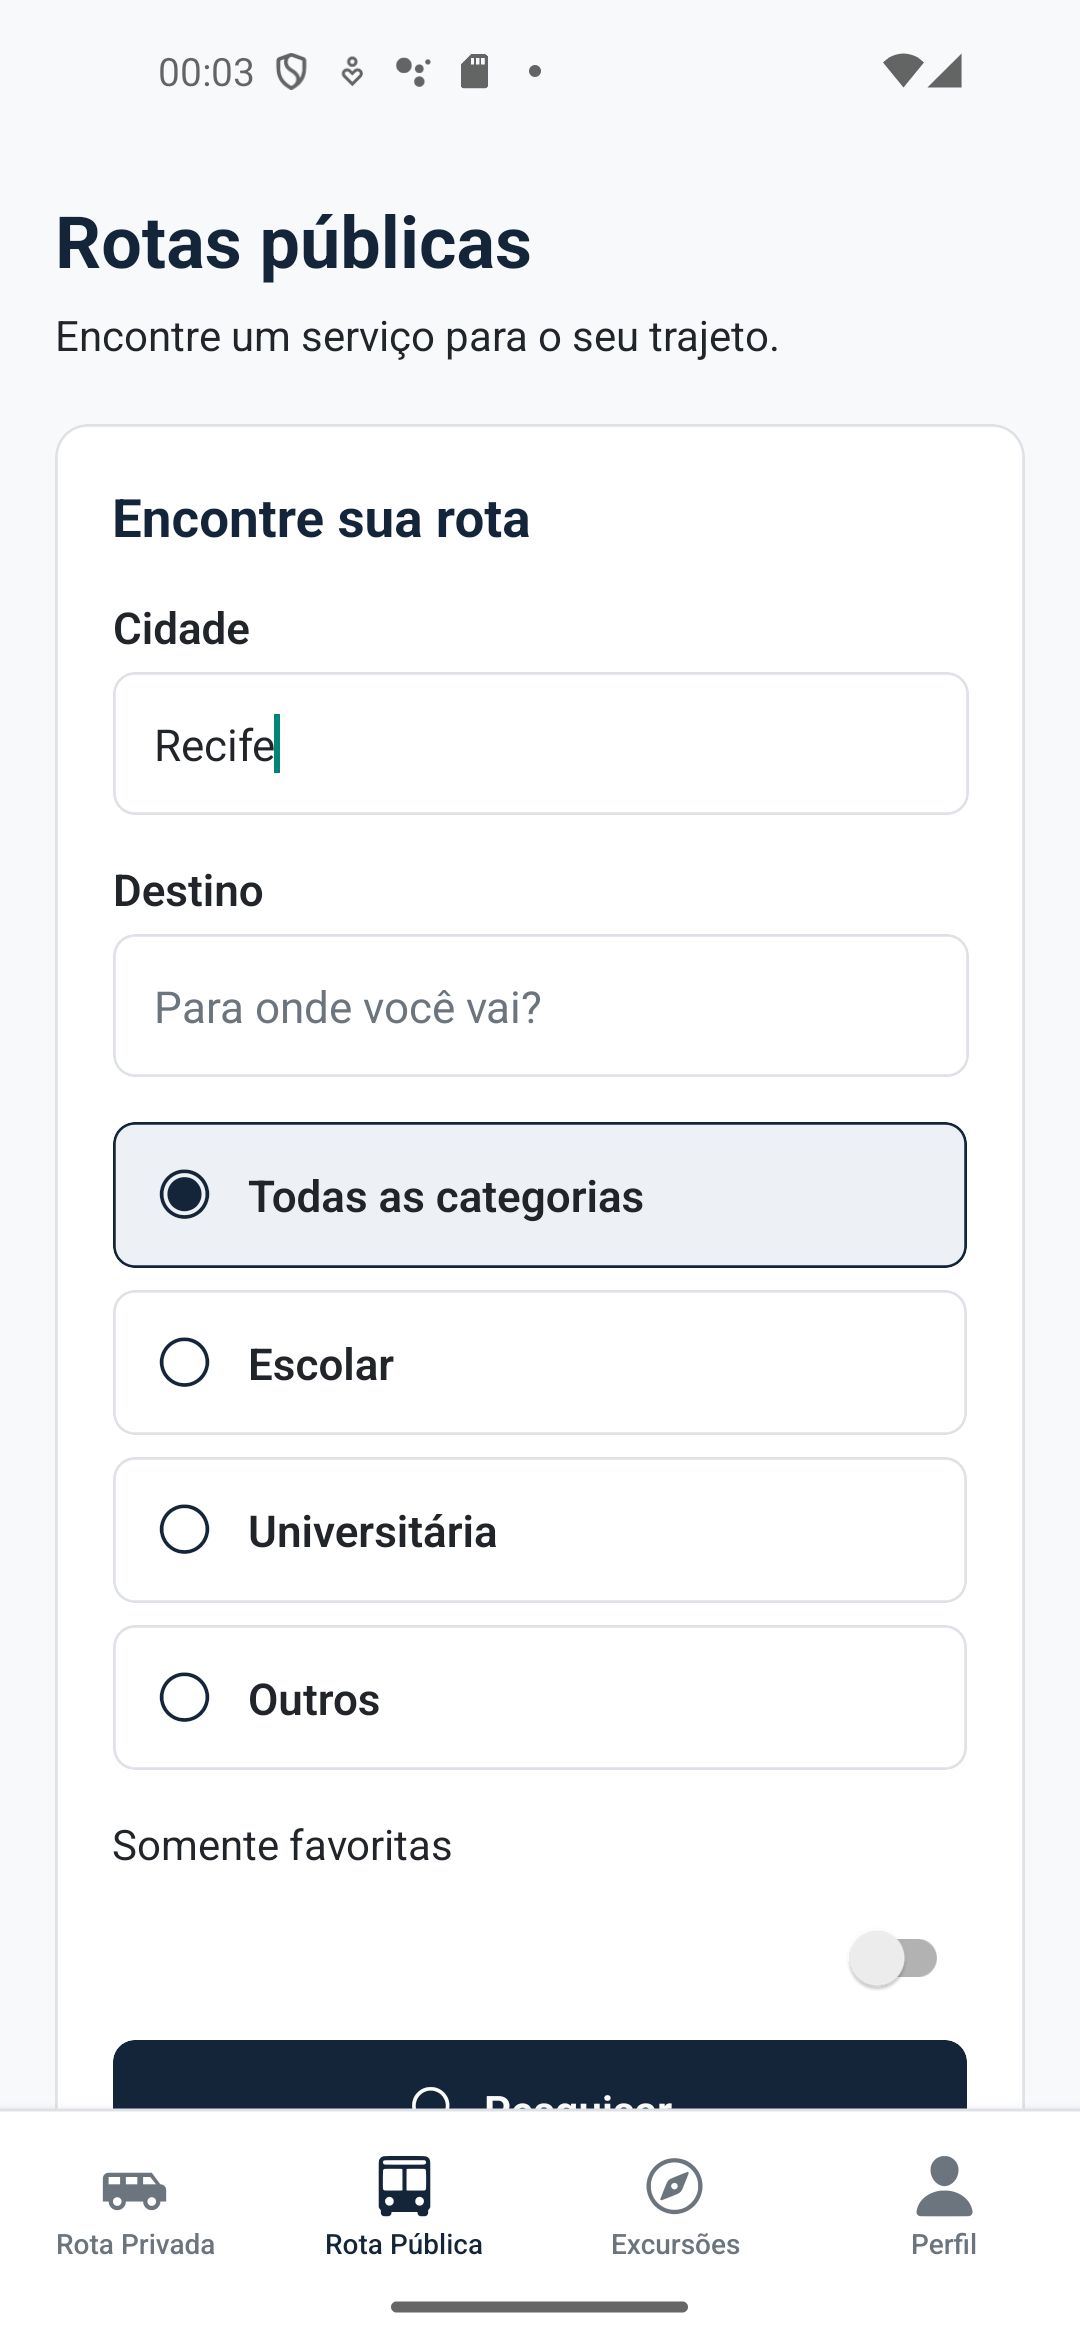 00:03
Rotas públicas
Encontre um serviço para o seu trajeto.
Encontre sua rota
Cidade
Recife
Destino
Para onde você vai?
Todas as categorias
Escolar
Universitária
Outros
Somente favoritas
Pesquisar
Rota Privada
Rota Pública
Excursões
Perfil